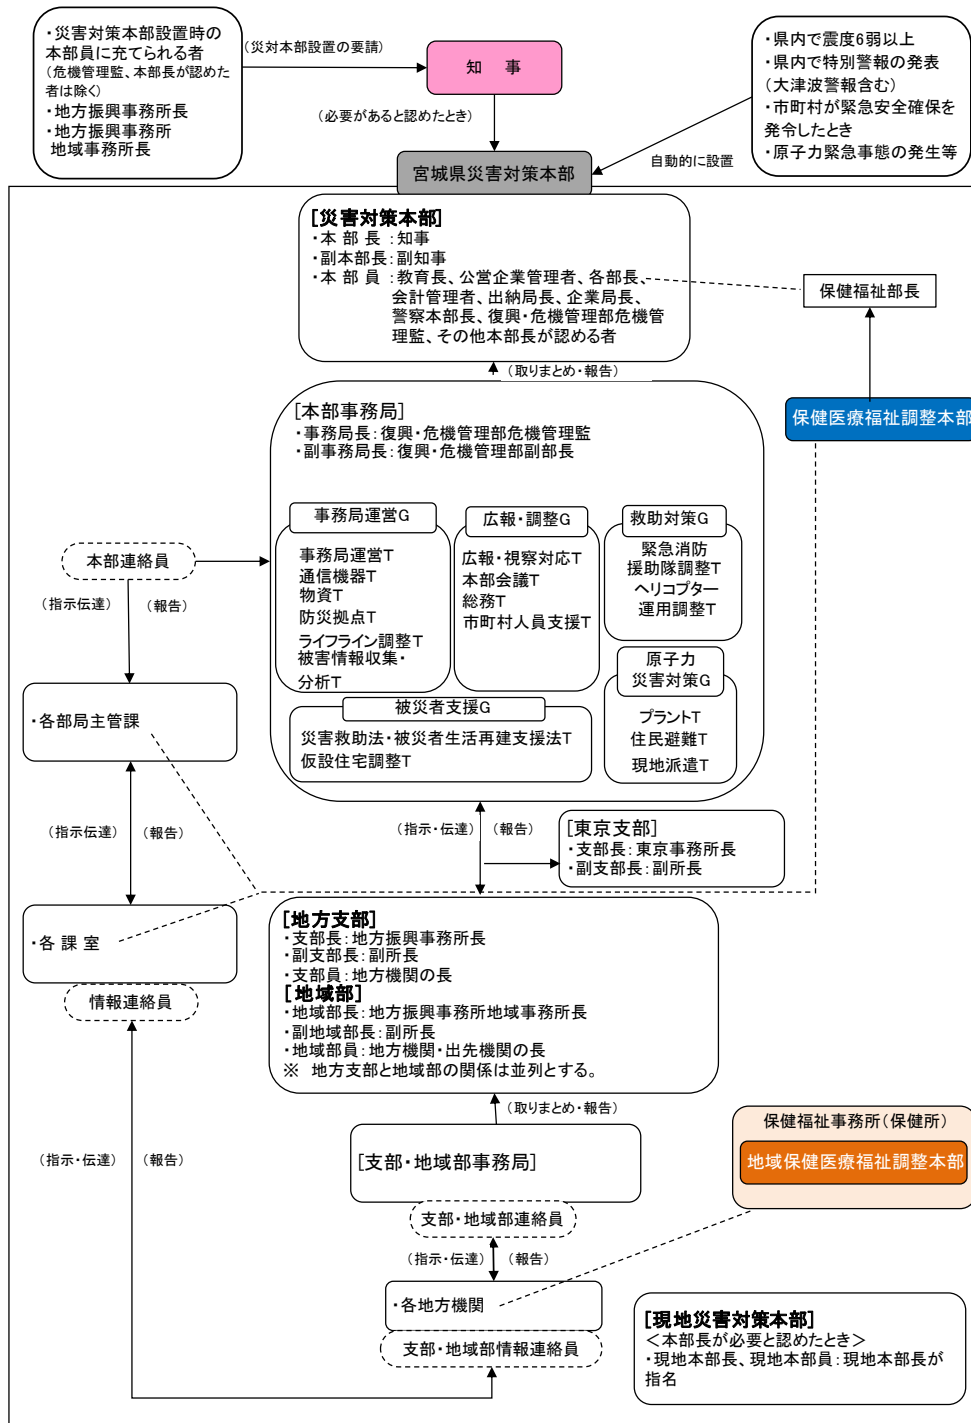 ・災害対策本部設置時の
本部員に充てられる者
(危機管理監、本部長が認めた
者は除く)
・地方振興事務所長
・地方振興事務所
地域事務所長
(災対本部設置の要請)
知　事
(必要があると認めたとき)
・県内で震度6弱以上
・県内で特別警報の発表
(大津波警報含む)
・市町村が緊急安全確保を
発令したとき
・原子力緊急事態の発生等
自動的に設置
宮城県災害対策本部
[災害対策本部]
・本 部 長 :知事
・副本部長:副知事
・本 部 員 :教育長、公営企業管理者、各部長、
会計管理者、出納局長、企業局長、
警察本部長、復興・危機管理部危機管
理監、その他本部長が認める者
保健福祉部長
(取りまとめ・報告)
保健医療福祉調整本部
[本部事務局]
・事務局長:復興・危機管理部危機管理監
・副事務局長:復興・危機管理部副部長
事務局運営G
事務局運営T
通信機器T
物資T
防災拠点T
ライフライン調整T
被害情報収集・
分析T
広報・調整G
広報・視察対応T
本部会議T
総務T
市町村人員支援T
救助対策G
緊急消防
援助隊調整T
ヘリコプター
運用調整T
原子力
災害対策G
プラントT
住民避難T
現地派遣T
被災者支援G
災害救助法・被災者生活再建支援法T
仮設住宅調整T
本部連絡員
(指示伝達)
(報告)
・各部局主管課
(指示伝達)
(報告)
・各 課 室
情報連絡員
(指示・伝達)
(報告)
[東京支部]
・支部長:東京事務所長
・副支部長:副所長
[地方支部]
・支部長:地方振興事務所長
・副支部長:副所長
・支部員:地方機関の長
[地域部]
・地域部長:地方振興事務所地域事務所長
・副地域部長:副所長
・地域部員:地方機関・出先機関の長
※　地方支部と地域部の関係は並列とする。
(取りまとめ・報告)
[支部・地域部事務局]
支部・地域部連絡員
(指示・伝達)
(報告)
・各地方機関
支部・地域部情報連絡員
(指示・伝達)
(報告)
保健福祉事務所(保健所)
地域保健医療福祉調整本部
[現地災害対策本部]
<本部長が必要と認めたとき>
・現地本部長、現地本部員:現地本部長が
指名